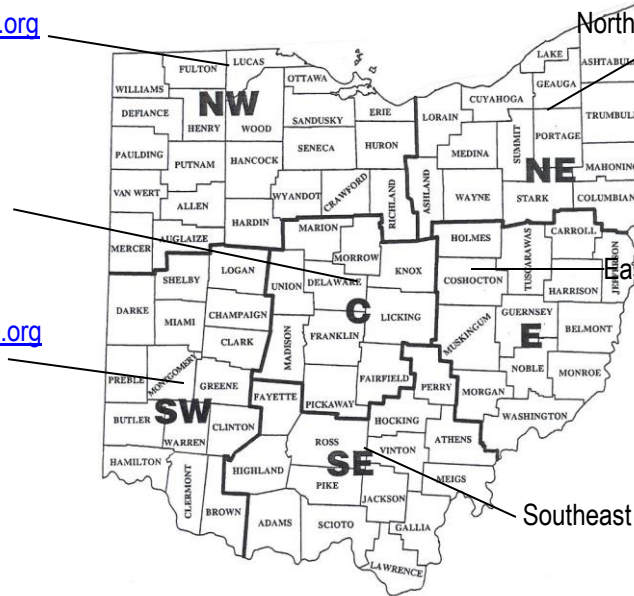 .org
North
LAKE
LUCAS
FULTON
ASHTABUL
OTTAWA
GEAUGA
WILLIAMS
CUYAHOGA
NW
DEFIANCE
ERIE
LORAIN
TRUMBULL
SANDUSKY
HENRY
WOOD
SUMMIT
PORTAGE
SENECA
HURON
MEDINA
PAULDING
HANCOCK
MAHONING
PUTNAM
NE
CRAWFORD
ASHLAND
VAN WERT
WYANDOT
RICHLAND
WAYNE
STARK
COLUMBIAN
ALLEN
HARDIN
MARION
CARROLL
AUGLAIZE
HOLMES
MERCER
MORROW
TUSCARAWAS
JEFFERSON
LOGAN
KNOX
SHELBY
UNION
DELAWARE
COSHOCTON
Eas
HARRISON
C
DARKE
CHAMPAIGN
LICKING
GUERNSEY
MIAMI
MUSKINGUM
E
BELMONT
.org
CLARK
MADISON
FRANKLIN
NOBLE
MONROE
PREBLE
MONTGOMERY
GREENE
FAIRFIELD
PERRY
MORGAN
FAYETTE
PICKAWAY
SW
HOCKING
WASHINGTON
BUTLER
CLINTON
WARREN
ROSS
ATHENS
SE
VINTON
HAMILTON
HIGHLAND
PIKE
MEIGS
CLERMONT
JACKSON
BROWN
Southeast
ADAMS
SCIOTO
GALLIA
LAWRENCE